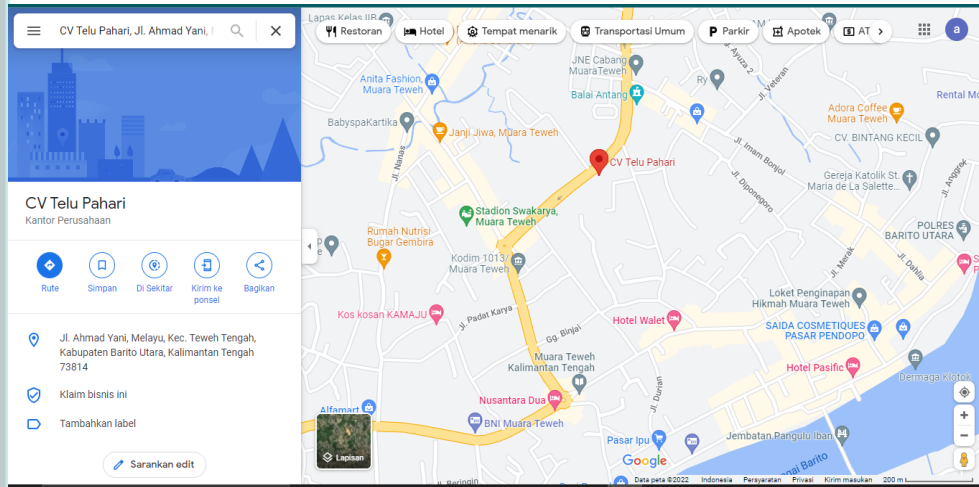 CV Telu Pahari, Jl. Ahmad Yani,
CV Telu Pahari
Kantor Perusahaan
Rute
Simpan
Di Sekitar
Kirim ke
ponsel
Bagikan
Jl. Ahmad Yani, Melayu, Kec. Teweh Tengah,
Kabupaten Barito Utara, Kalimantan Tengah
73814
Klaim bisnis ini
Tambahkan label
Sarankan edit
Lapas Kelas IIB
Restoran
Hotel
Tempat menarik
Transportasi Umum
P Parkir
Apotek
AT
a
JNE Cabang
MuaraTeweh
Jl. Ayuza 2
Ry
Jl. Veteran
Anita Fashion,
Muara Teweh
Balai Antang
Rental Mo
Adora Coffee
Muara Teweh
BabyspaKartika
Janji Jiwa, Muara Teweh
CV. BINTANG KECIL
Jl. Imam Bonjol
CV Telu Pahari
Jl. Nanas
Jl. Diponegoro
Gereja Katolik St.
Maria de La Salette...
Jl. Anggrek
Stadion Swakarya,
Muara Teweh
Rumah Nutrisi
Bugar Gembira
POLRES
BARITO UTARA
Kodim 1013/
Muara Teweh
Jl. Merak
Jl. Dahlia
Loket Penginapan
Hikmah Muara Teweh
Kos kosan KAMAJU
Jl. Padat Karya
Hotel Walet
Gg. Binjai
SAIDA COSMETIQUES
PASAR PENDOPO
Muara Teweh
Kalimantan Tengah
Hotel Pasific
Dermaga Klotok
Jl. Durian
Nusantara Dua
Alfamart
BNI Muara Teweh
Pasar Ipu
Jembatan Pangulu Iban
Lapisan
Google
Jl. Beringin
Data peta ©2022
Indonesia
Persyaratan
Privasi
Kirim masukan
200 m